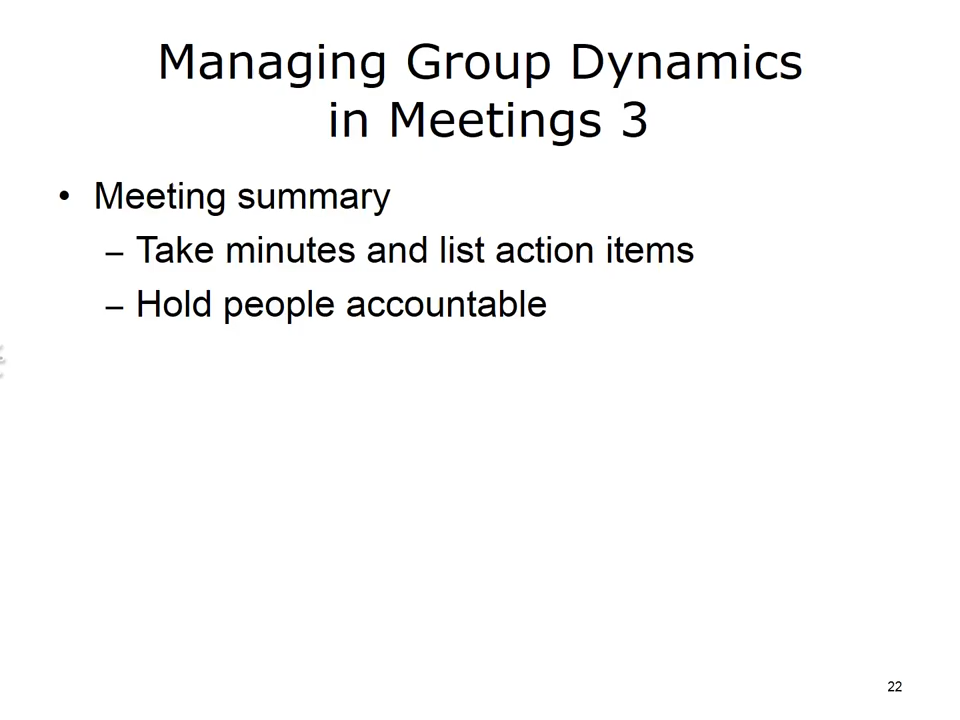 Managing Group Dynamics
in Meetings 3
• Meeting summary
– Take minutes and list action items
– Hold people accountable
22